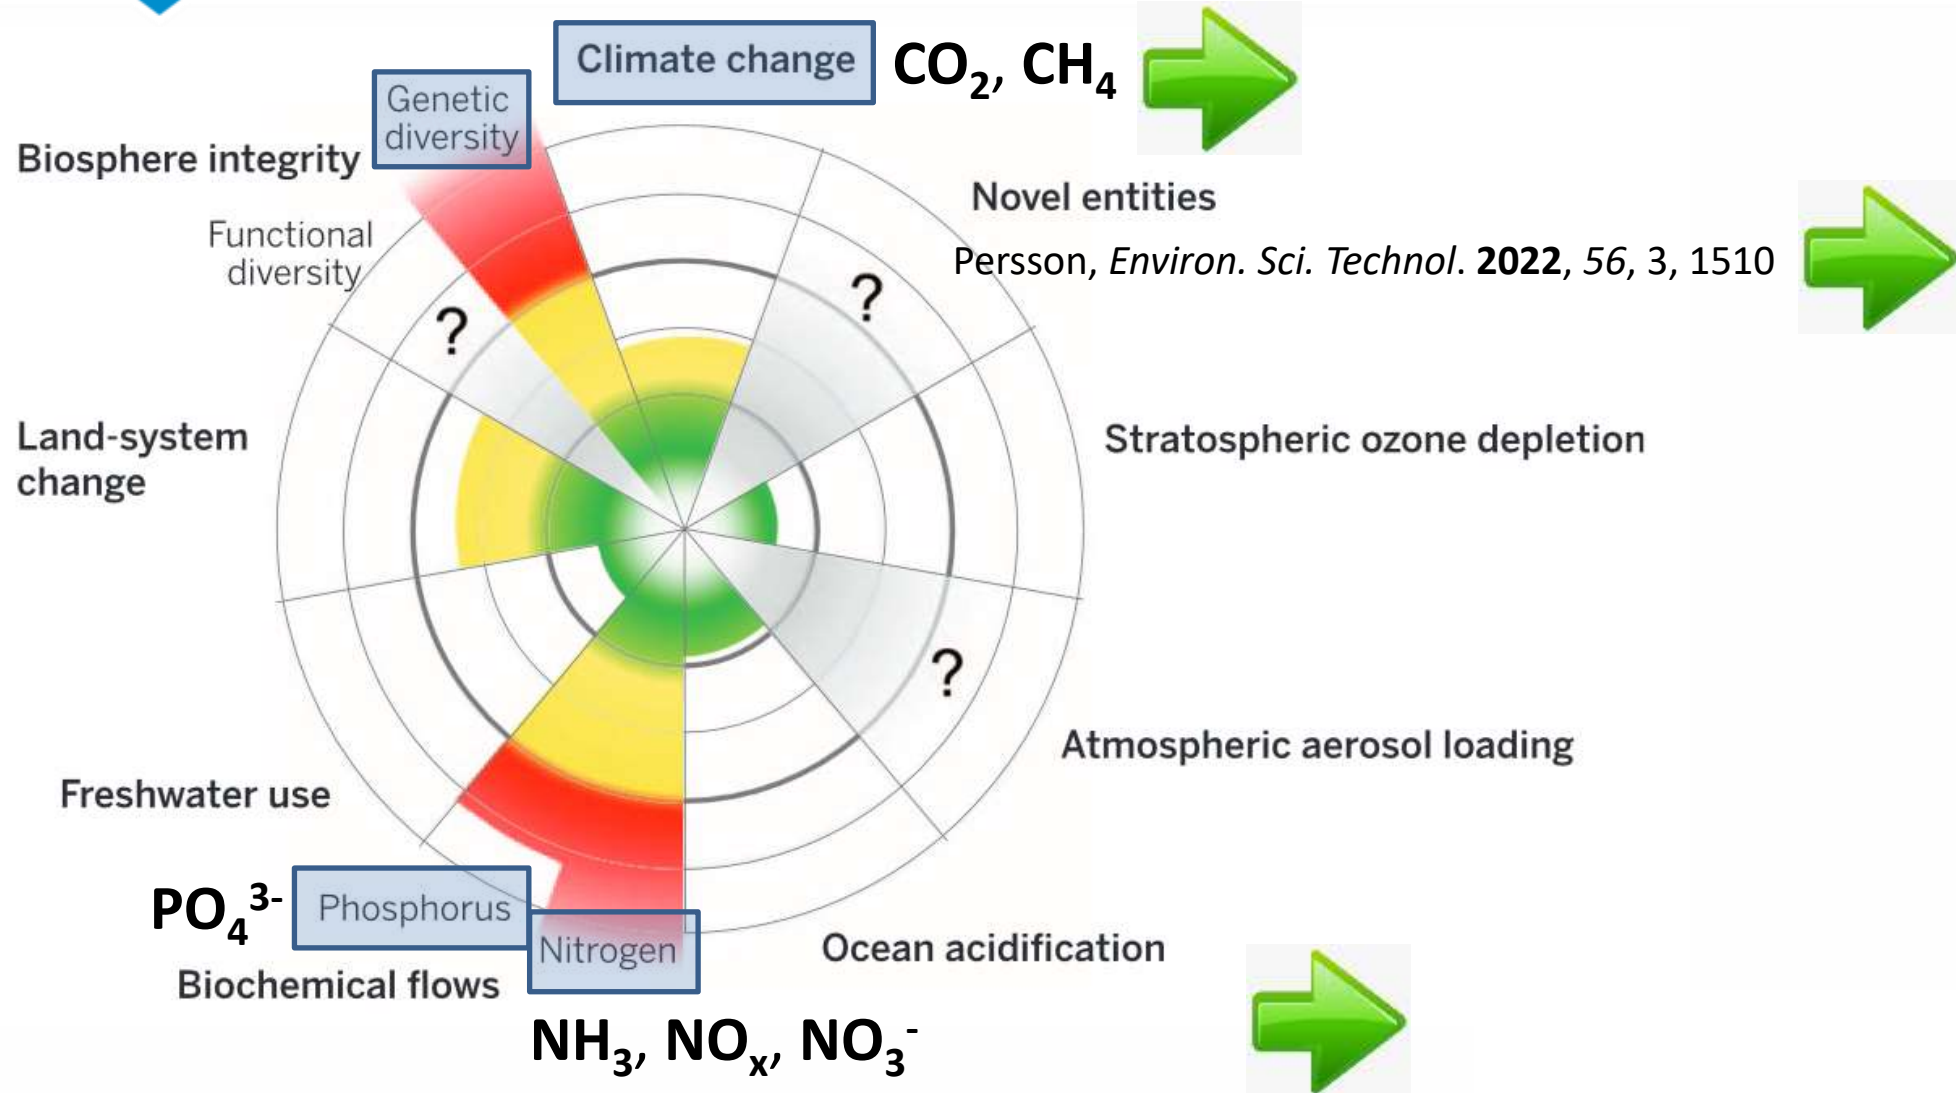 Climate change
CO₂, CH₄
Genetic
diversity
Biosphere integrity
Novel entities
Functional
diversity
Persson, Environ. Sci. Technol. 2022, 56, 3, 1510
?
?
Land-system
change
Stratospheric ozone depletion
?
Atmospheric aerosol loading
Freshwater use
PO₄³⁻
Phosphorus
Nitrogen
Ocean acidification
Biochemical flows
NH₃, NOₓ, NO₃⁻